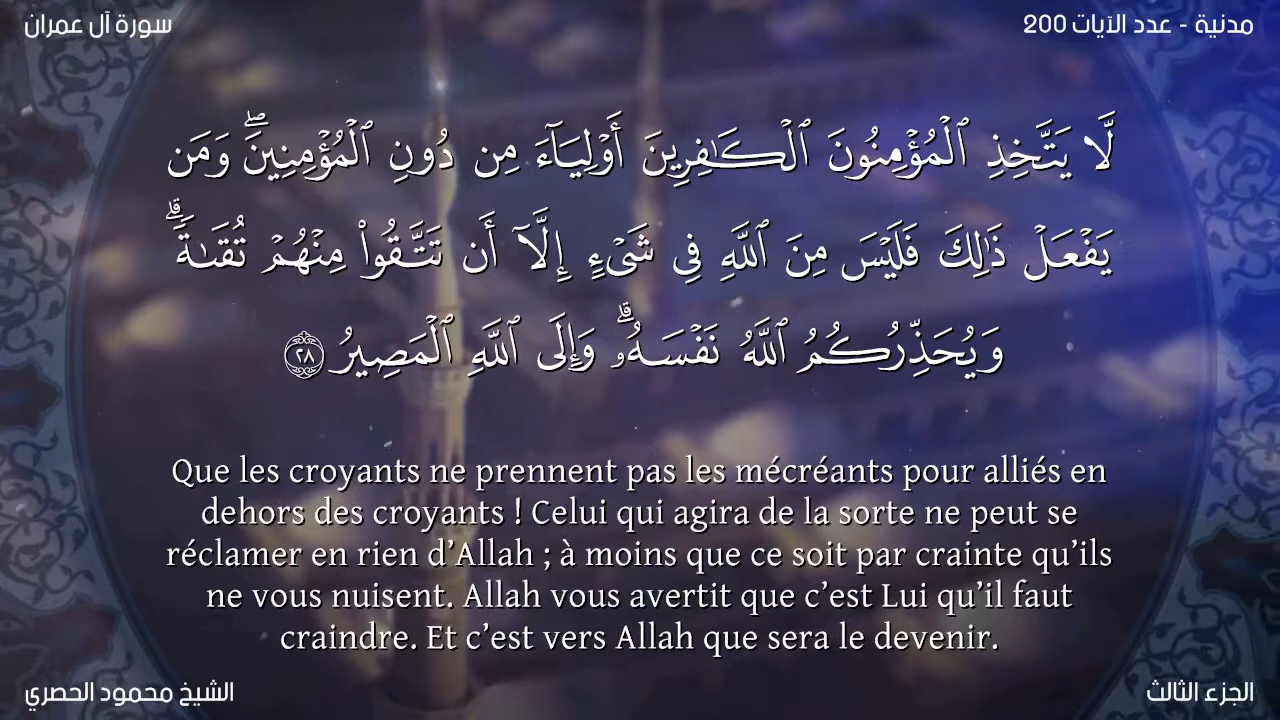 سورة آل عمران
مدنية - عدد الآيات 200
لَّا يَتَّخِذِ ٱلْمُؤْمِنُونَ ٱلْكَـٰفِرِينَ أَوْلِيَآءَ مِن دُونِ ٱلْمُؤْمِنِينَ ۖ وَمَن
يَفْعَلْ ذَٰلِكَ فَلَيْسَ مِنَ ٱللَّهِ فِى شَىْءٍ إِلَّآ أَن تَتَّقُوا۟ مِنْهُمْ تُقَىٰةً ۗ
وَيُحَذِّرُكُمُ ٱللَّهُ نَفْسَهُۥ ۗ وَإِلَى ٱللَّهِ ٱلْمَصِيرُ ٢٨
Que les croyants ne prennent pas les mécréants pour alliés en
dehors des croyants ! Celui qui agira de la sorte ne peut se
réclamer en rien d’Allah ; à moins que ce soit par crainte qu’ils
ne vous nuisent. Allah vous avertit que c’est Lui qu’il faut
craindre. Et c’est vers Allah que sera le devenir.
الشيخ محمود الحصري
الجزء الثالث